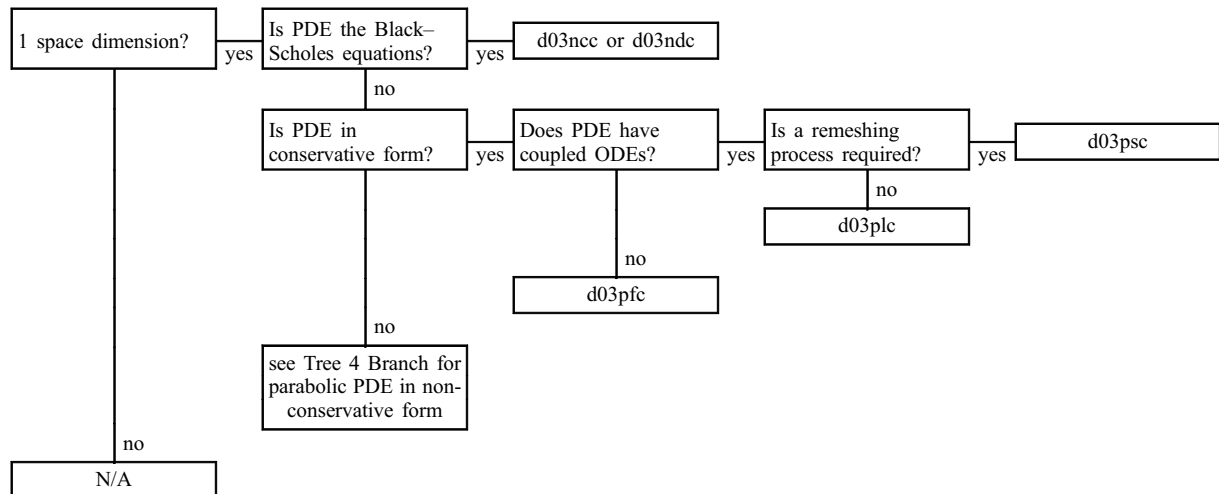 1 space dimension?
yes
Is PDE the Black–
Scholes equations?
yes
d03ncc or d03ndc
no
Is PDE in
conservative form?
yes
Does PDE have
coupled ODEs?
yes
Is a remeshing
process required?
yes
d03psc
no
d03plc
no
d03pfc
no
see Tree 4 Branch for
parabolic PDE in non-
conservative form
no
N/A